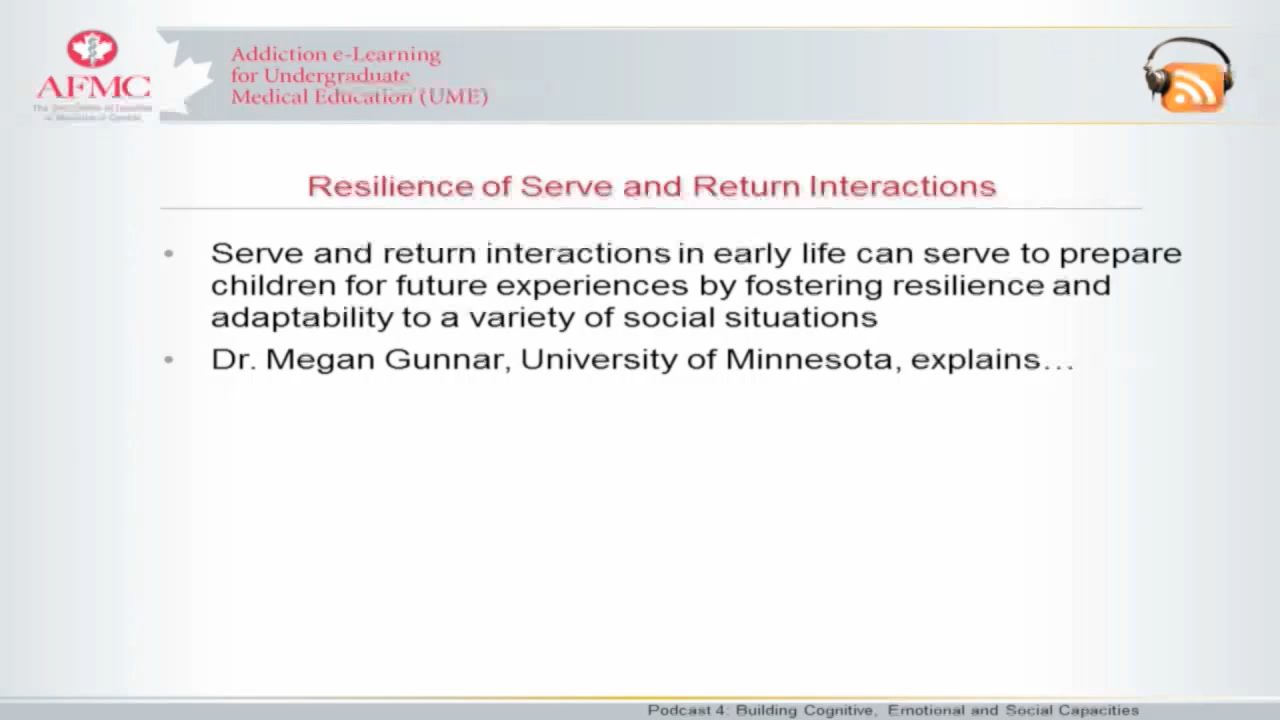 AFMC
Addiction e-Learning
for Undergraduate
Medical Education (UME)
Resilience of Serve and Return Interactions
• Serve and return interactions in early life can serve to prepare
children for future experiences by fostering resilience and
adaptability to a variety of social situations
• Dr. Megan Gunnar, University of Minnesota, explains…
Podcast 4: Building Cognitive, Emotional and Social Capacities